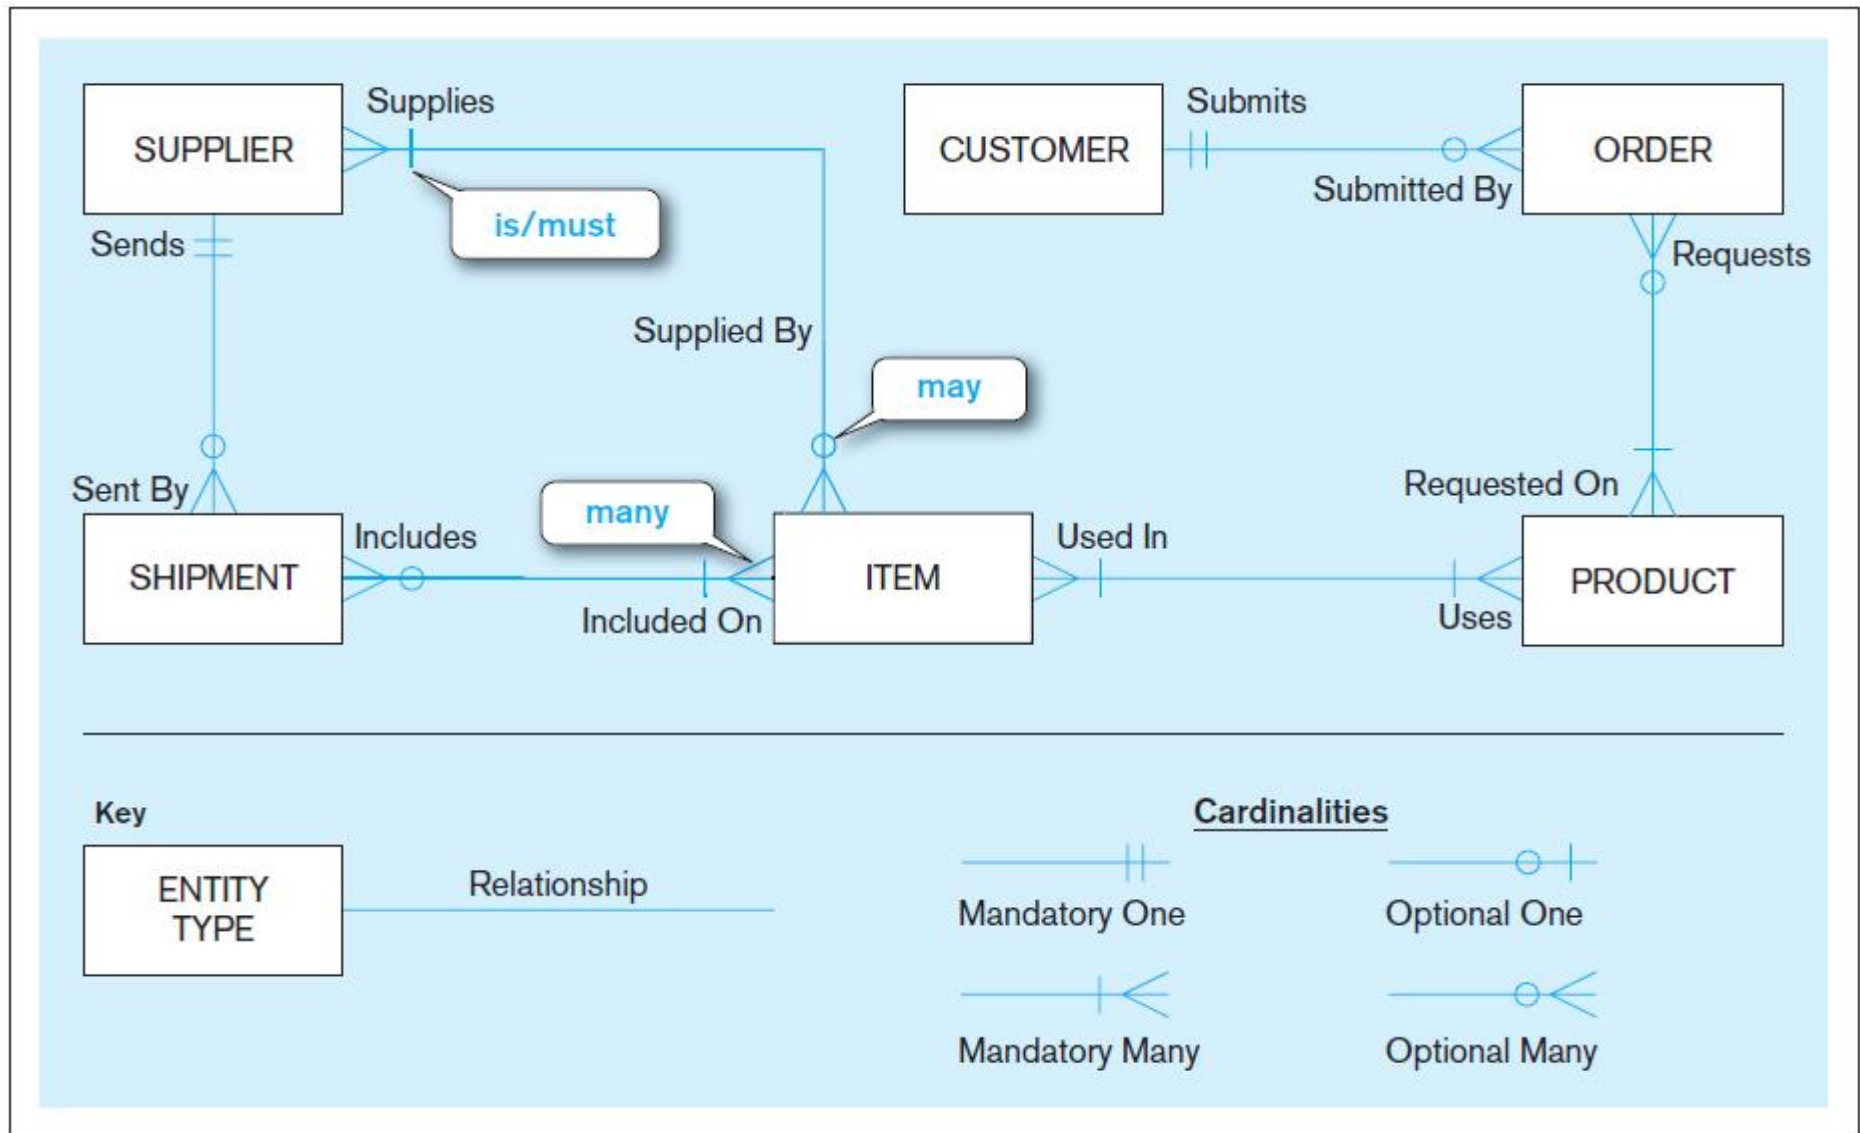 Supplies
Submits
SUPPLIER
CUSTOMER
ORDER
Submitted By
is/must
Sends
Requests
Supplied By
may
Sent By
many
Requested On
Includes
Used In
SHIPMENT
ITEM
PRODUCT
Included On
Uses
Key
Cardinalities
ENTITY
TYPE
Relationship
Mandatory One
Optional One
Mandatory Many
Optional Many